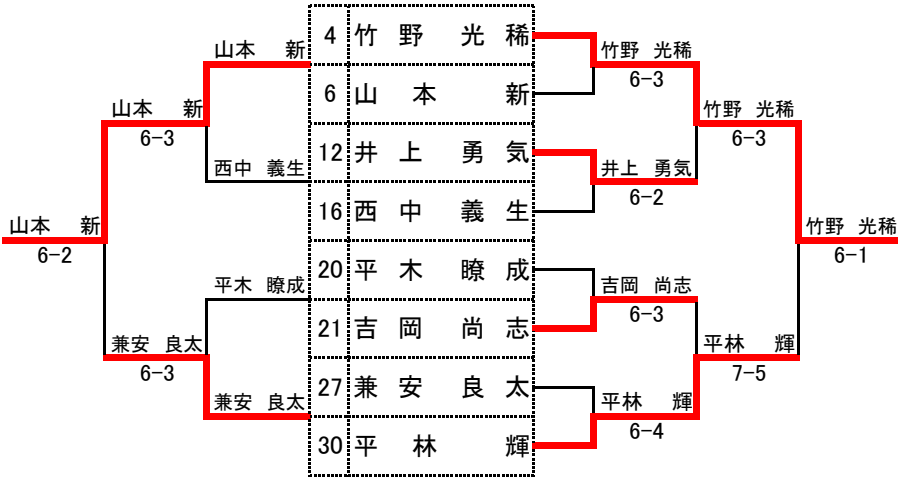 4 竹野 光稀
6 山本 新
12 井上 勇気
16 西中 義生
20 平木 瞭成
21 吉岡 尚志
27 兼安 良太
30 平林 輝
竹野 光稀
6-3
井上 勇気
6-2
吉岡 尚志
6-3
平林 輝
6-4
竹野 光稀
6-3
平林 輝
7-5
竹野 光稀
6-1
山本 新
西中 義生
平木 瞭成
兼安 良太
山本 新
6-3
兼安 良太
6-3
山本 新
6-2